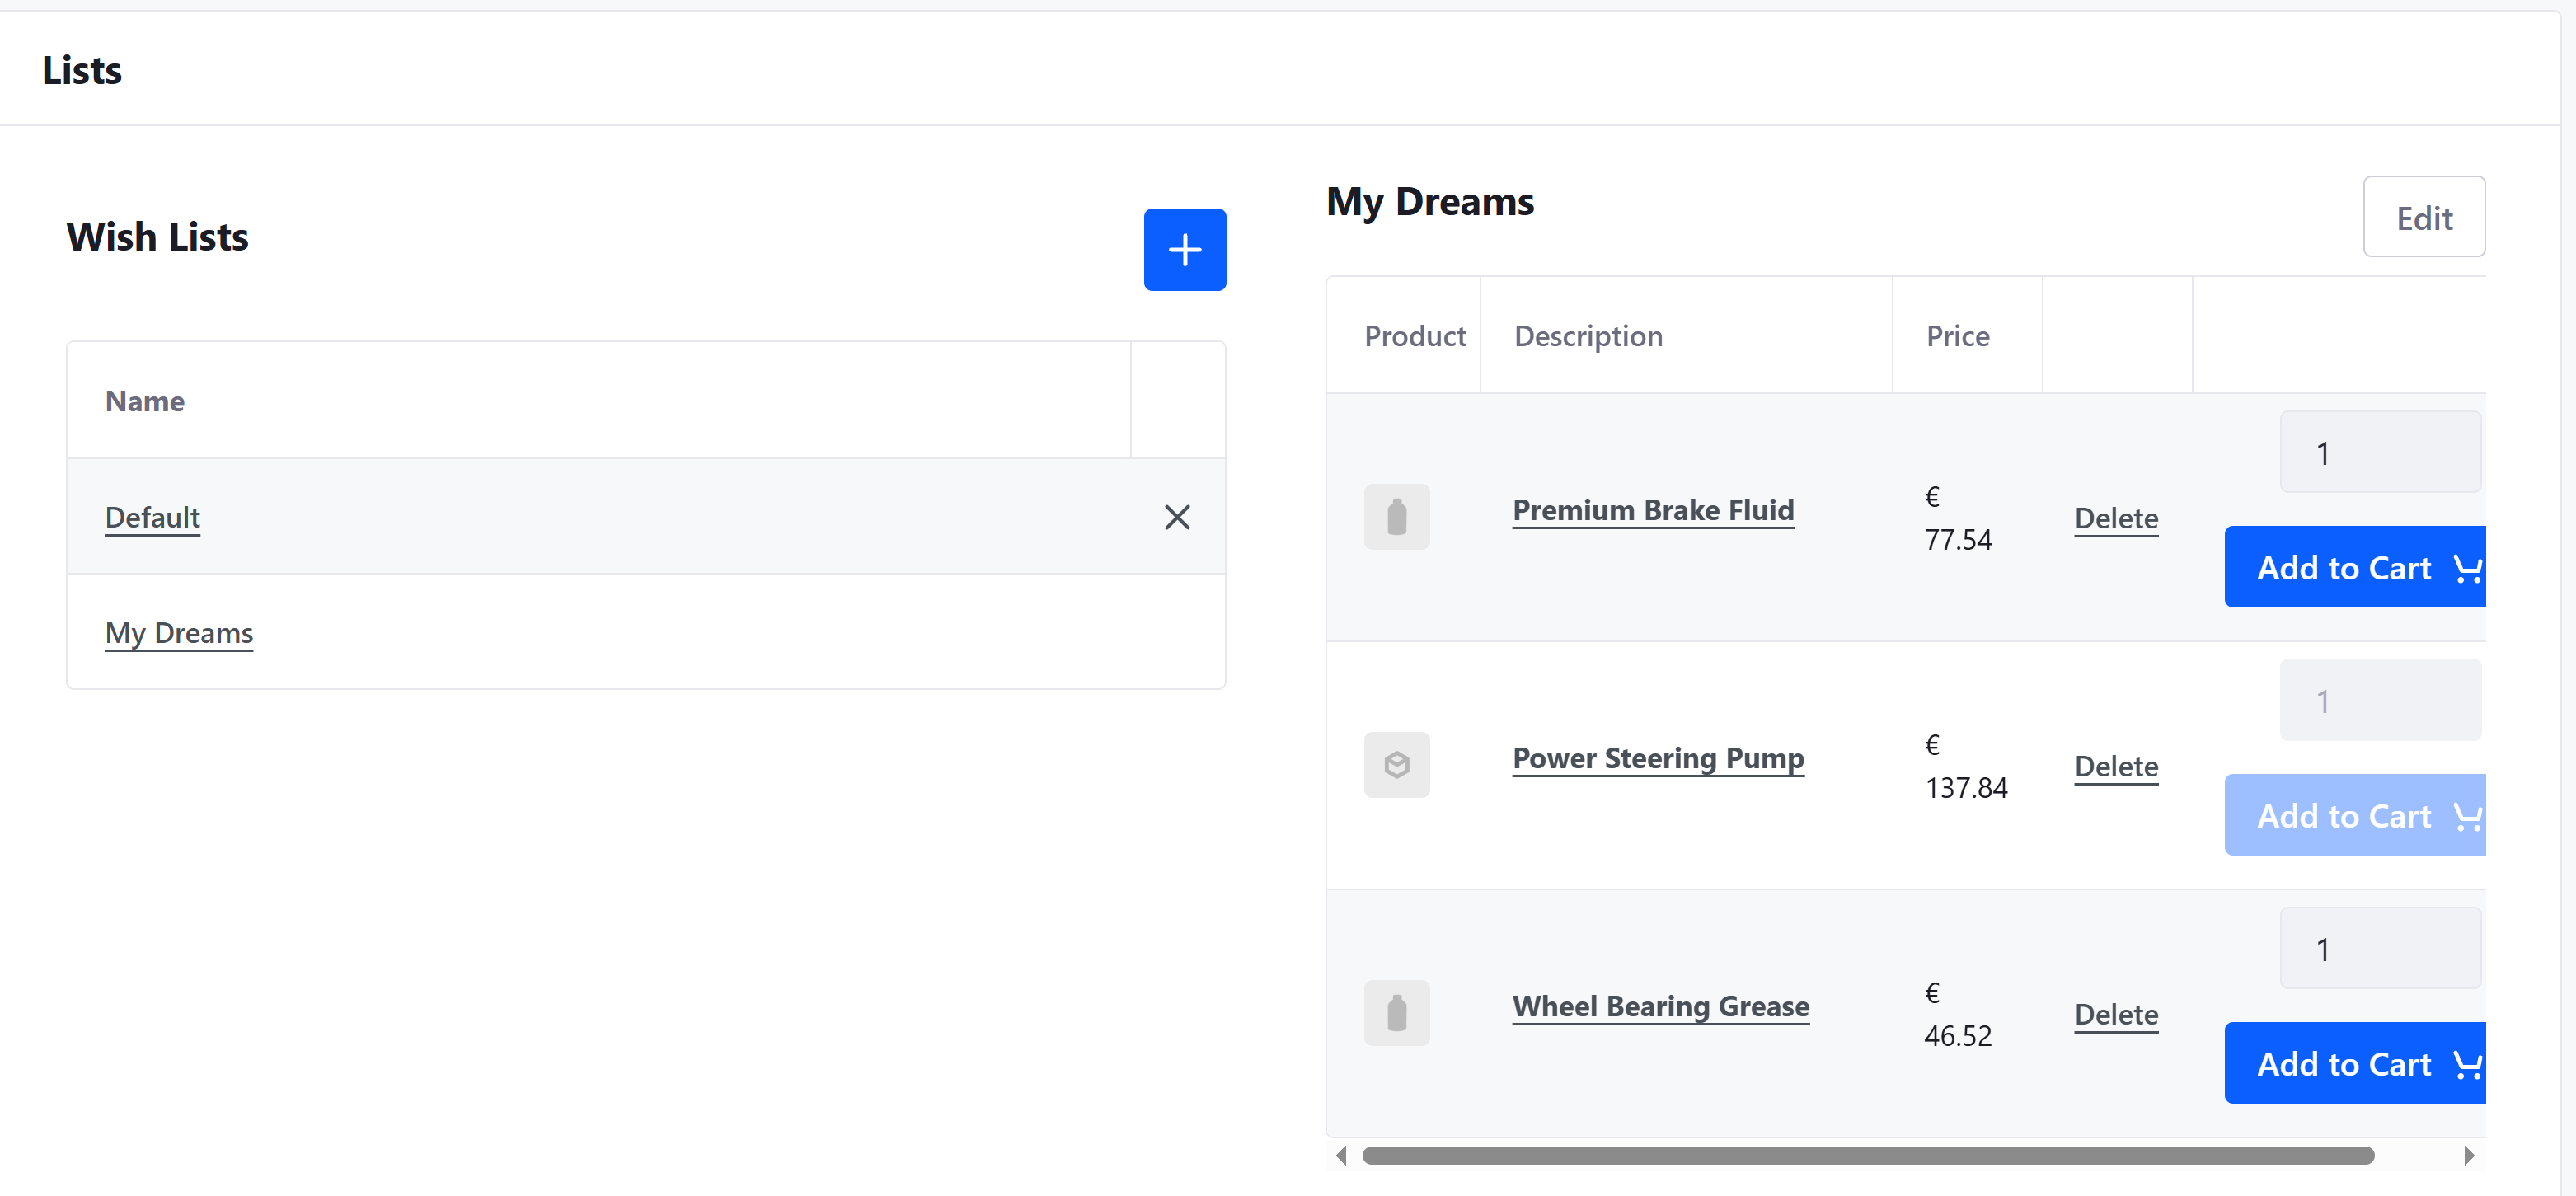 Lists
Wish Lists
Name
Default
My Dreams
My Dreams
Edit
Product Description Price
1
Premium Brake Fluid
€
77.54
Delete
Add to Cart
1
Power Steering Pump
€
137.84
Delete
Add to Cart
1
Wheel Bearing Grease
€
46.52
Delete
Add to Cart